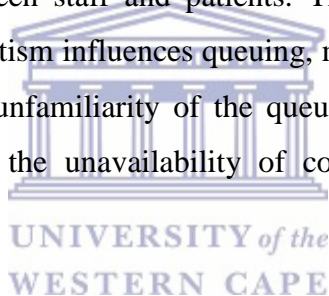 een staff and patients.
tism influences queuing,
unfamiliarity of the queu
the unavailability of co
UNIVERSITY of the
WESTERN CAPE